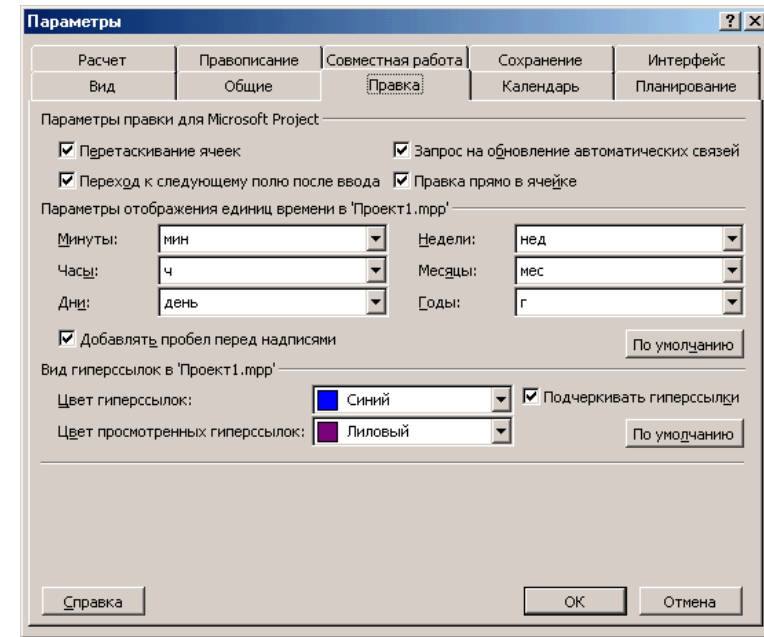 Параметры
Расчет Правописание Совместная работа Сохранение Интерфейс
Вид Общие Правка Календарь Планирование
Параметры правки для Microsoft Project
Перетаскивание ячеек Запрос на обновление автоматических связей
Переход к следующему полю после ввода Правка прямо в ячейке
Параметры отображения единиц времени в 'Проект1.mpp'
Минуты: мин Недели: нед
Часы: ч Месяцы: мес
Дни: день Годы: г
Добавлять пробел перед надписями По умолчанию
Вид гиперссылок в 'Проект1.mpp'
Цвет гиперссылок: Синий Подчеркивать гиперссылки
Цвет просмотренных гиперссылок: Лиловый По умолчанию
Справка ОК Отмена